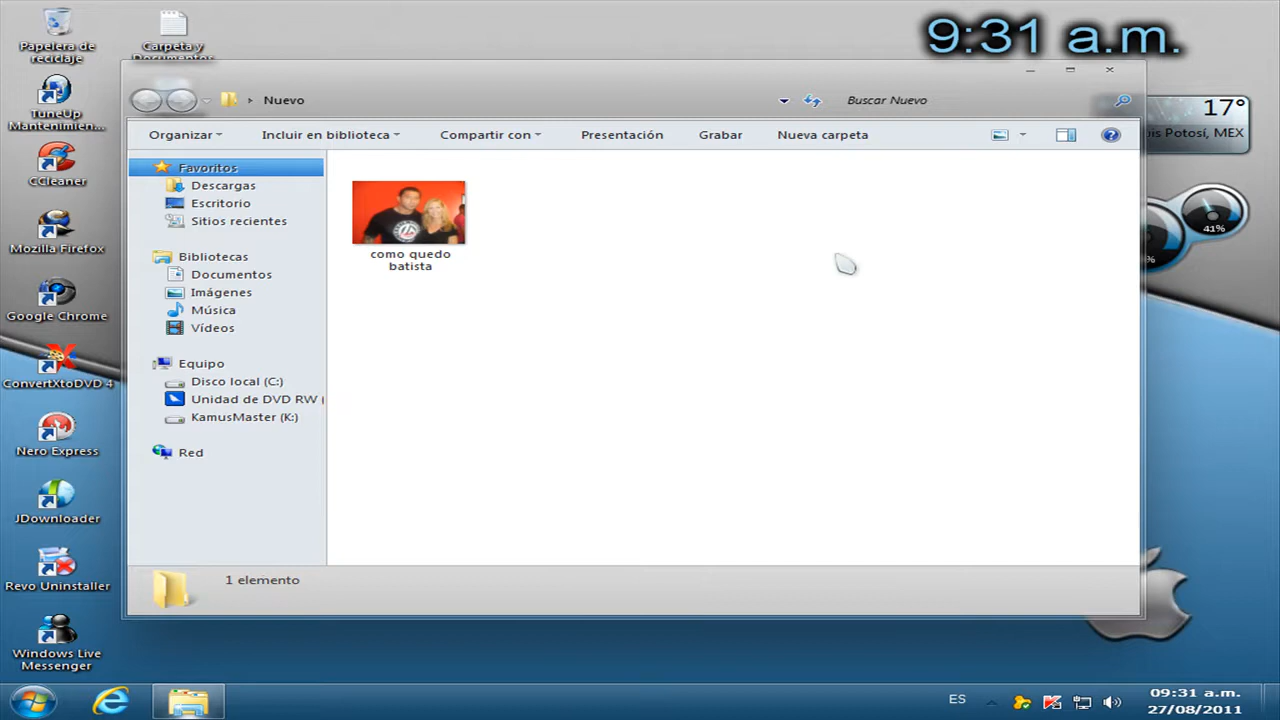 Papelera de
reciclaje
Carpeta y
Documentos
9:31 a.m.
TuneUp
Mantenimien...
CCleaner
Mozilla Firefox
Google Chrome
ConvertXtoDVD 4
Nero Express
JDownloader
Revo Uninstaller
Windows Live
Messenger
Nuevo
Buscar Nuevo
Organizar
Incluir en biblioteca
Compartir con
Presentación
Grabar
Nueva carpeta
Favoritos
Descargas
Escritorio
Sitios recientes
Bibliotecas
Documentos
Imágenes
Música
Vídeos
Equipo
Disco local (C:)
Unidad de DVD RW (
KamusMaster (K:)
Red
como quedo
batista
1 elemento
17°
Potosí, MEX
41%
%
ES
09:31 a.m.
27/08/2011